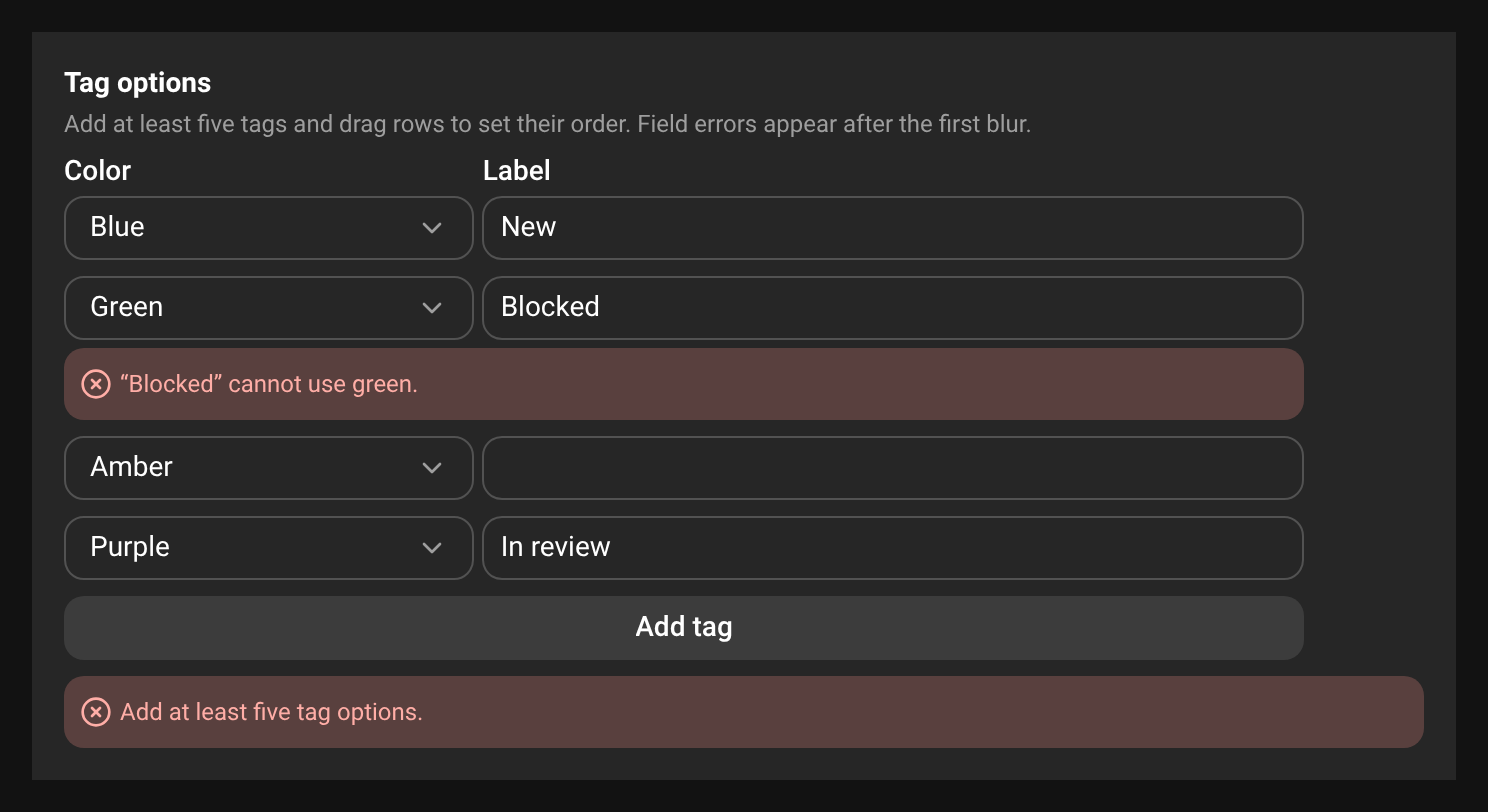 Tag options
Add at least five tags and drag rows to set their order. Field errors appear after the first blur.
Color Label
Blue New
Green Blocked
“Blocked” cannot use green.
Amber
Purple In review
Add tag
Add at least five tag options.